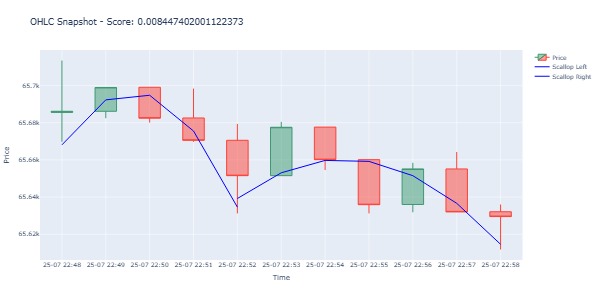 OHLC Snapshot - Score: 0.008447402001122373
Price
Scallop Left
Scallop Right
65.7k
65.68k
65.66k
65.64k
65.62k
Price
25-07 22:48 25-07 22:49 25-07 22:50 25-07 22:51 25-07 22:52 25-07 22:53 25-07 22:54 25-07 22:55 25-07 22:56 25-07 22:57 25-07 22:58
Time